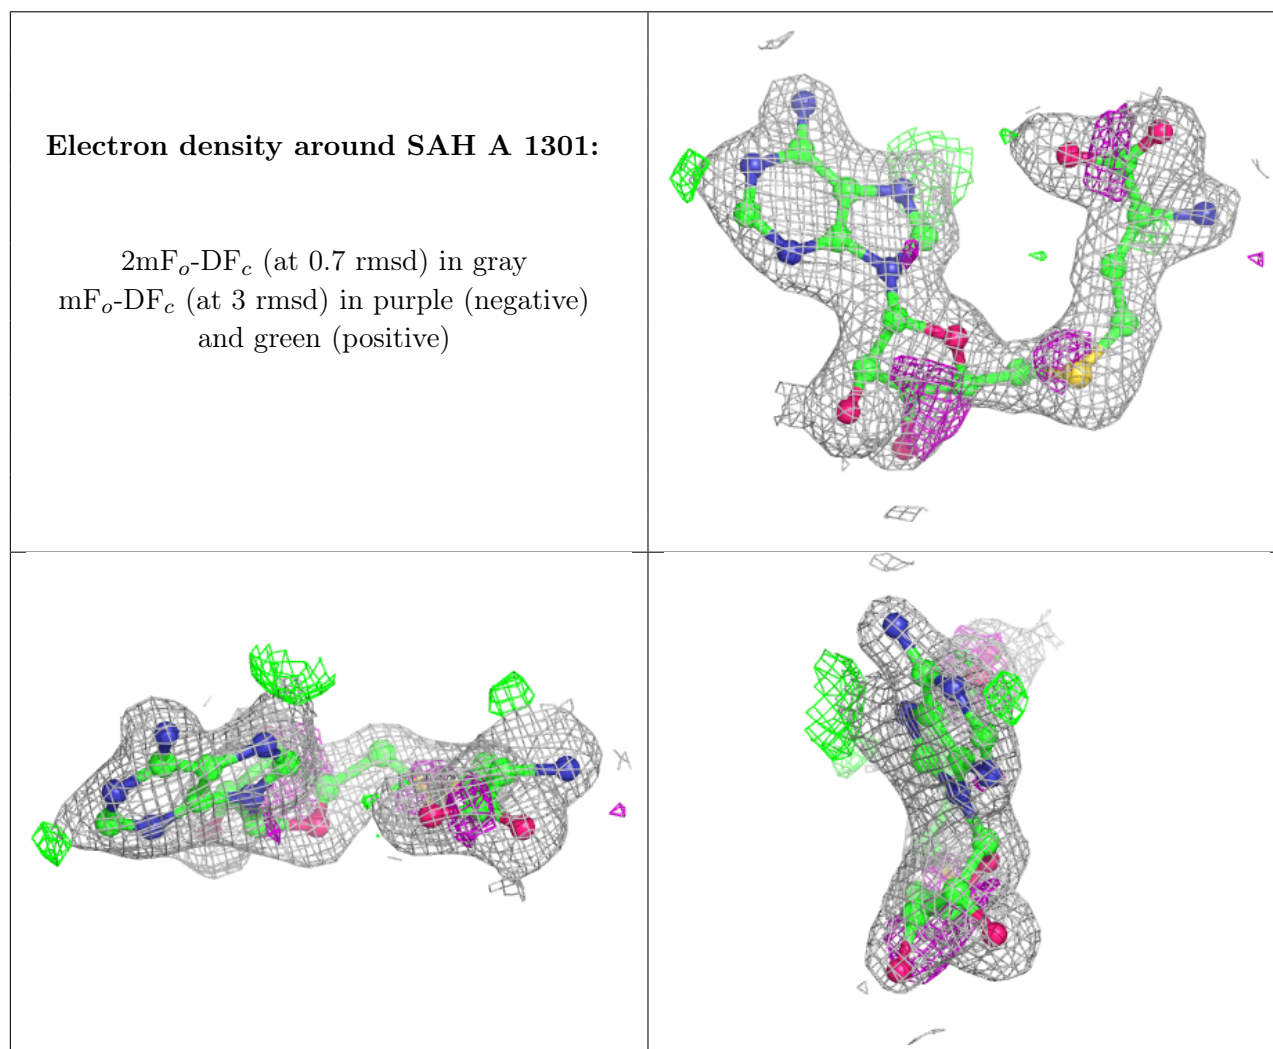 Electron density around SAH A 1301:
2mFo-DFc (at 0.7 rmsd) in gray
mFo-DFc (at 3 rmsd) in purple (negative)
and green (positive)